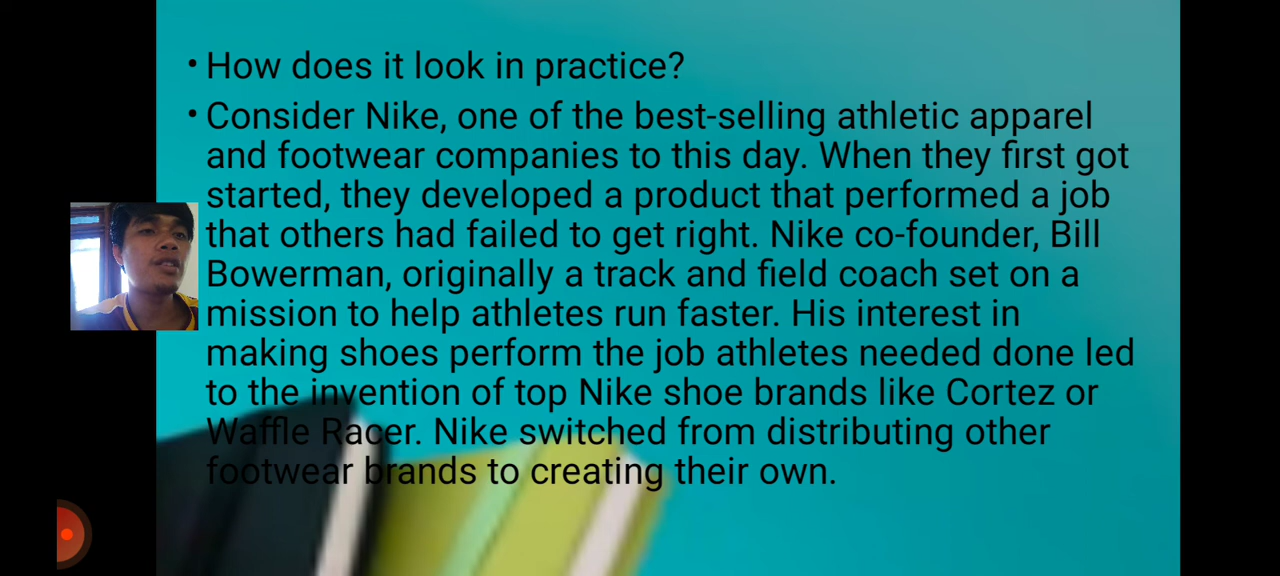 • How does it look in practice?
• Consider Nike, one of the best-selling athletic apparel
and footwear companies to this day. When they first got
started, they developed a product that performed a job
that others had failed to get right. Nike co-founder, Bill
Bowerman, originally a track and field coach set on a
mission to help athletes run faster. His interest in
making shoes perform the job athletes needed done led
to the invention of top Nike shoe brands like Cortez or
Waffle Racer. Nike switched from distributing other
footwear brands to creating their own.